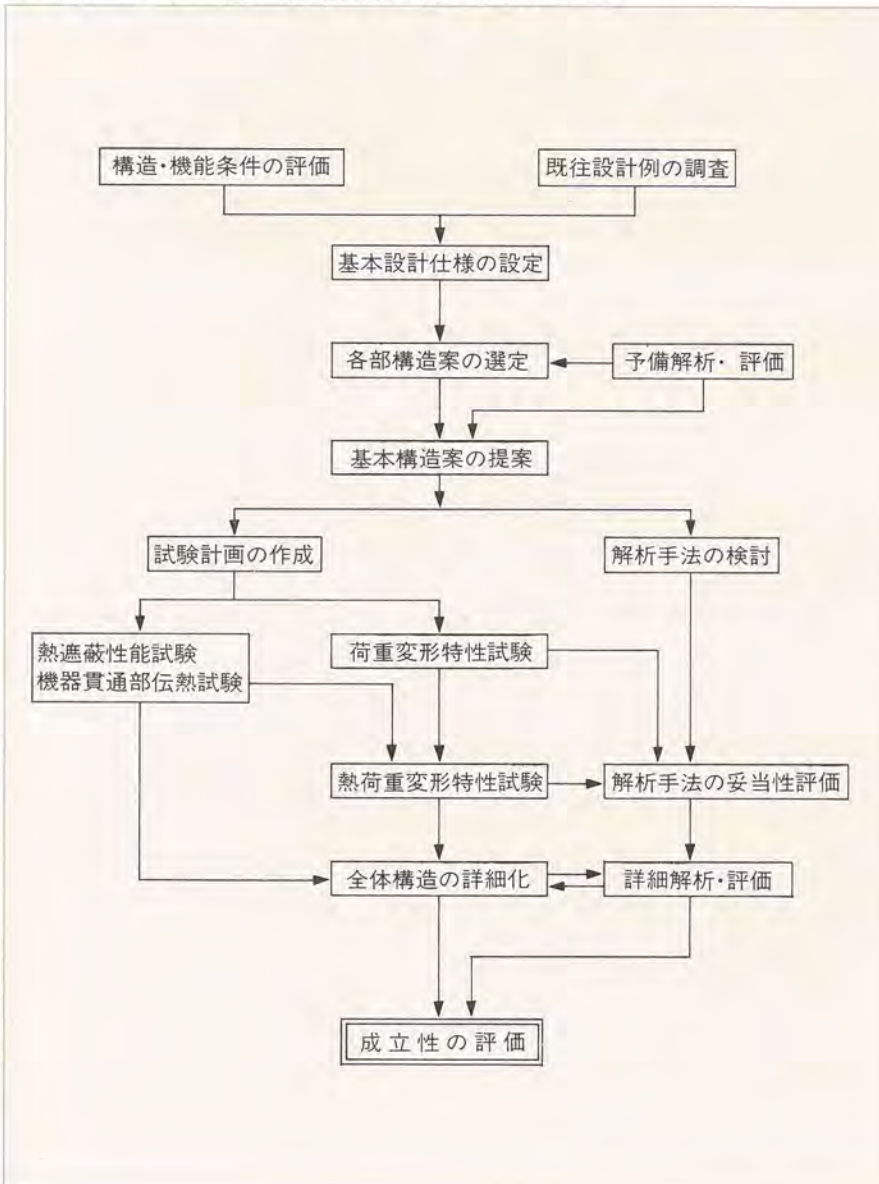 構造・機能条件の評価
既往設計例の調査
基本設計仕様の設定
各部構造案の選定
予備解析・評価
基本構造案の提案
試験計画の作成
解析手法の検討
熱遮蔽性能試験
機器貫通部伝熱試験
荷重変形特性試験
熱荷重変形特性試験
解析手法の妥当性評価
全体構造の詳細化
詳細解析・評価
成立性の評価